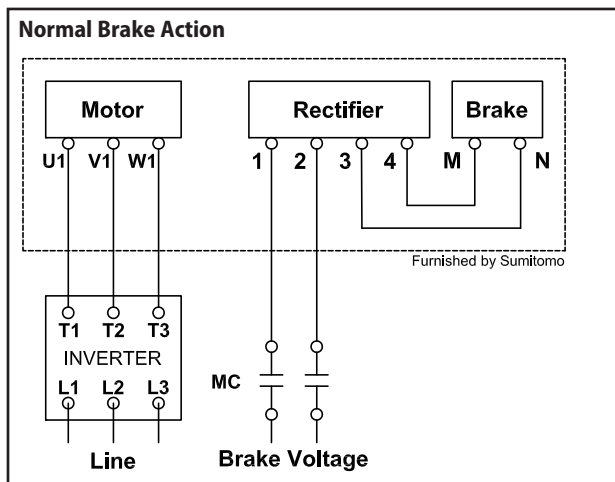 Normal Brake Action
Motor Rectifier Brake
U1 V1 W1 1 2 3 4 M N
Furnished by Sumitomo
T1 T2 T3
INVERTER
MC
L1 L2 L3
Line Brake Voltage